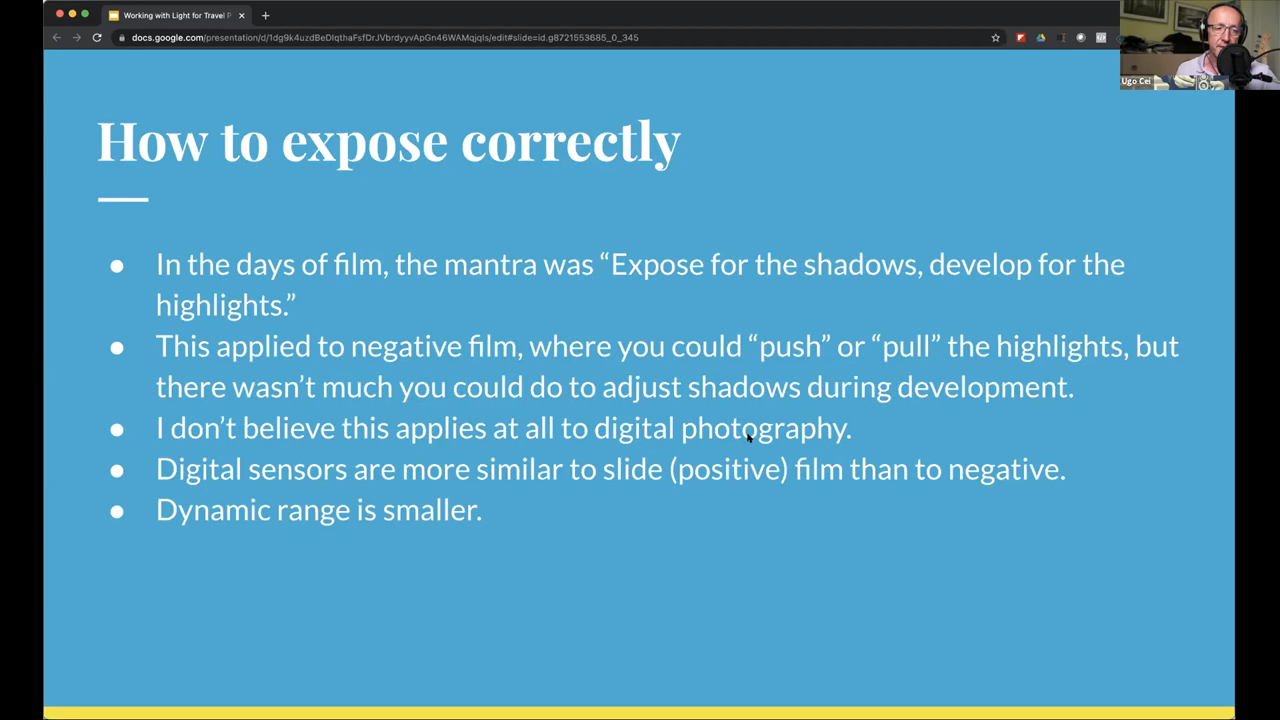 Working with Light for Travel P
docs.google.com/presentation/d/1dg9k4uzdBeDlqthaFsfDrJVbrdyyvApGn46WAMqjqls/edit#slide=id.g8721553685_0_345
Ugo Cei
How to expose correctly
● In the days of film, the mantra was “Expose for the shadows, develop for the
highlights.”
● This applied to negative film, where you could “push” or “pull” the highlights, but
there wasn’t much you could do to adjust shadows during development.
● I don’t believe this applies at all to digital photography.
● Digital sensors are more similar to slide (positive) film than to negative.
● Dynamic range is smaller.